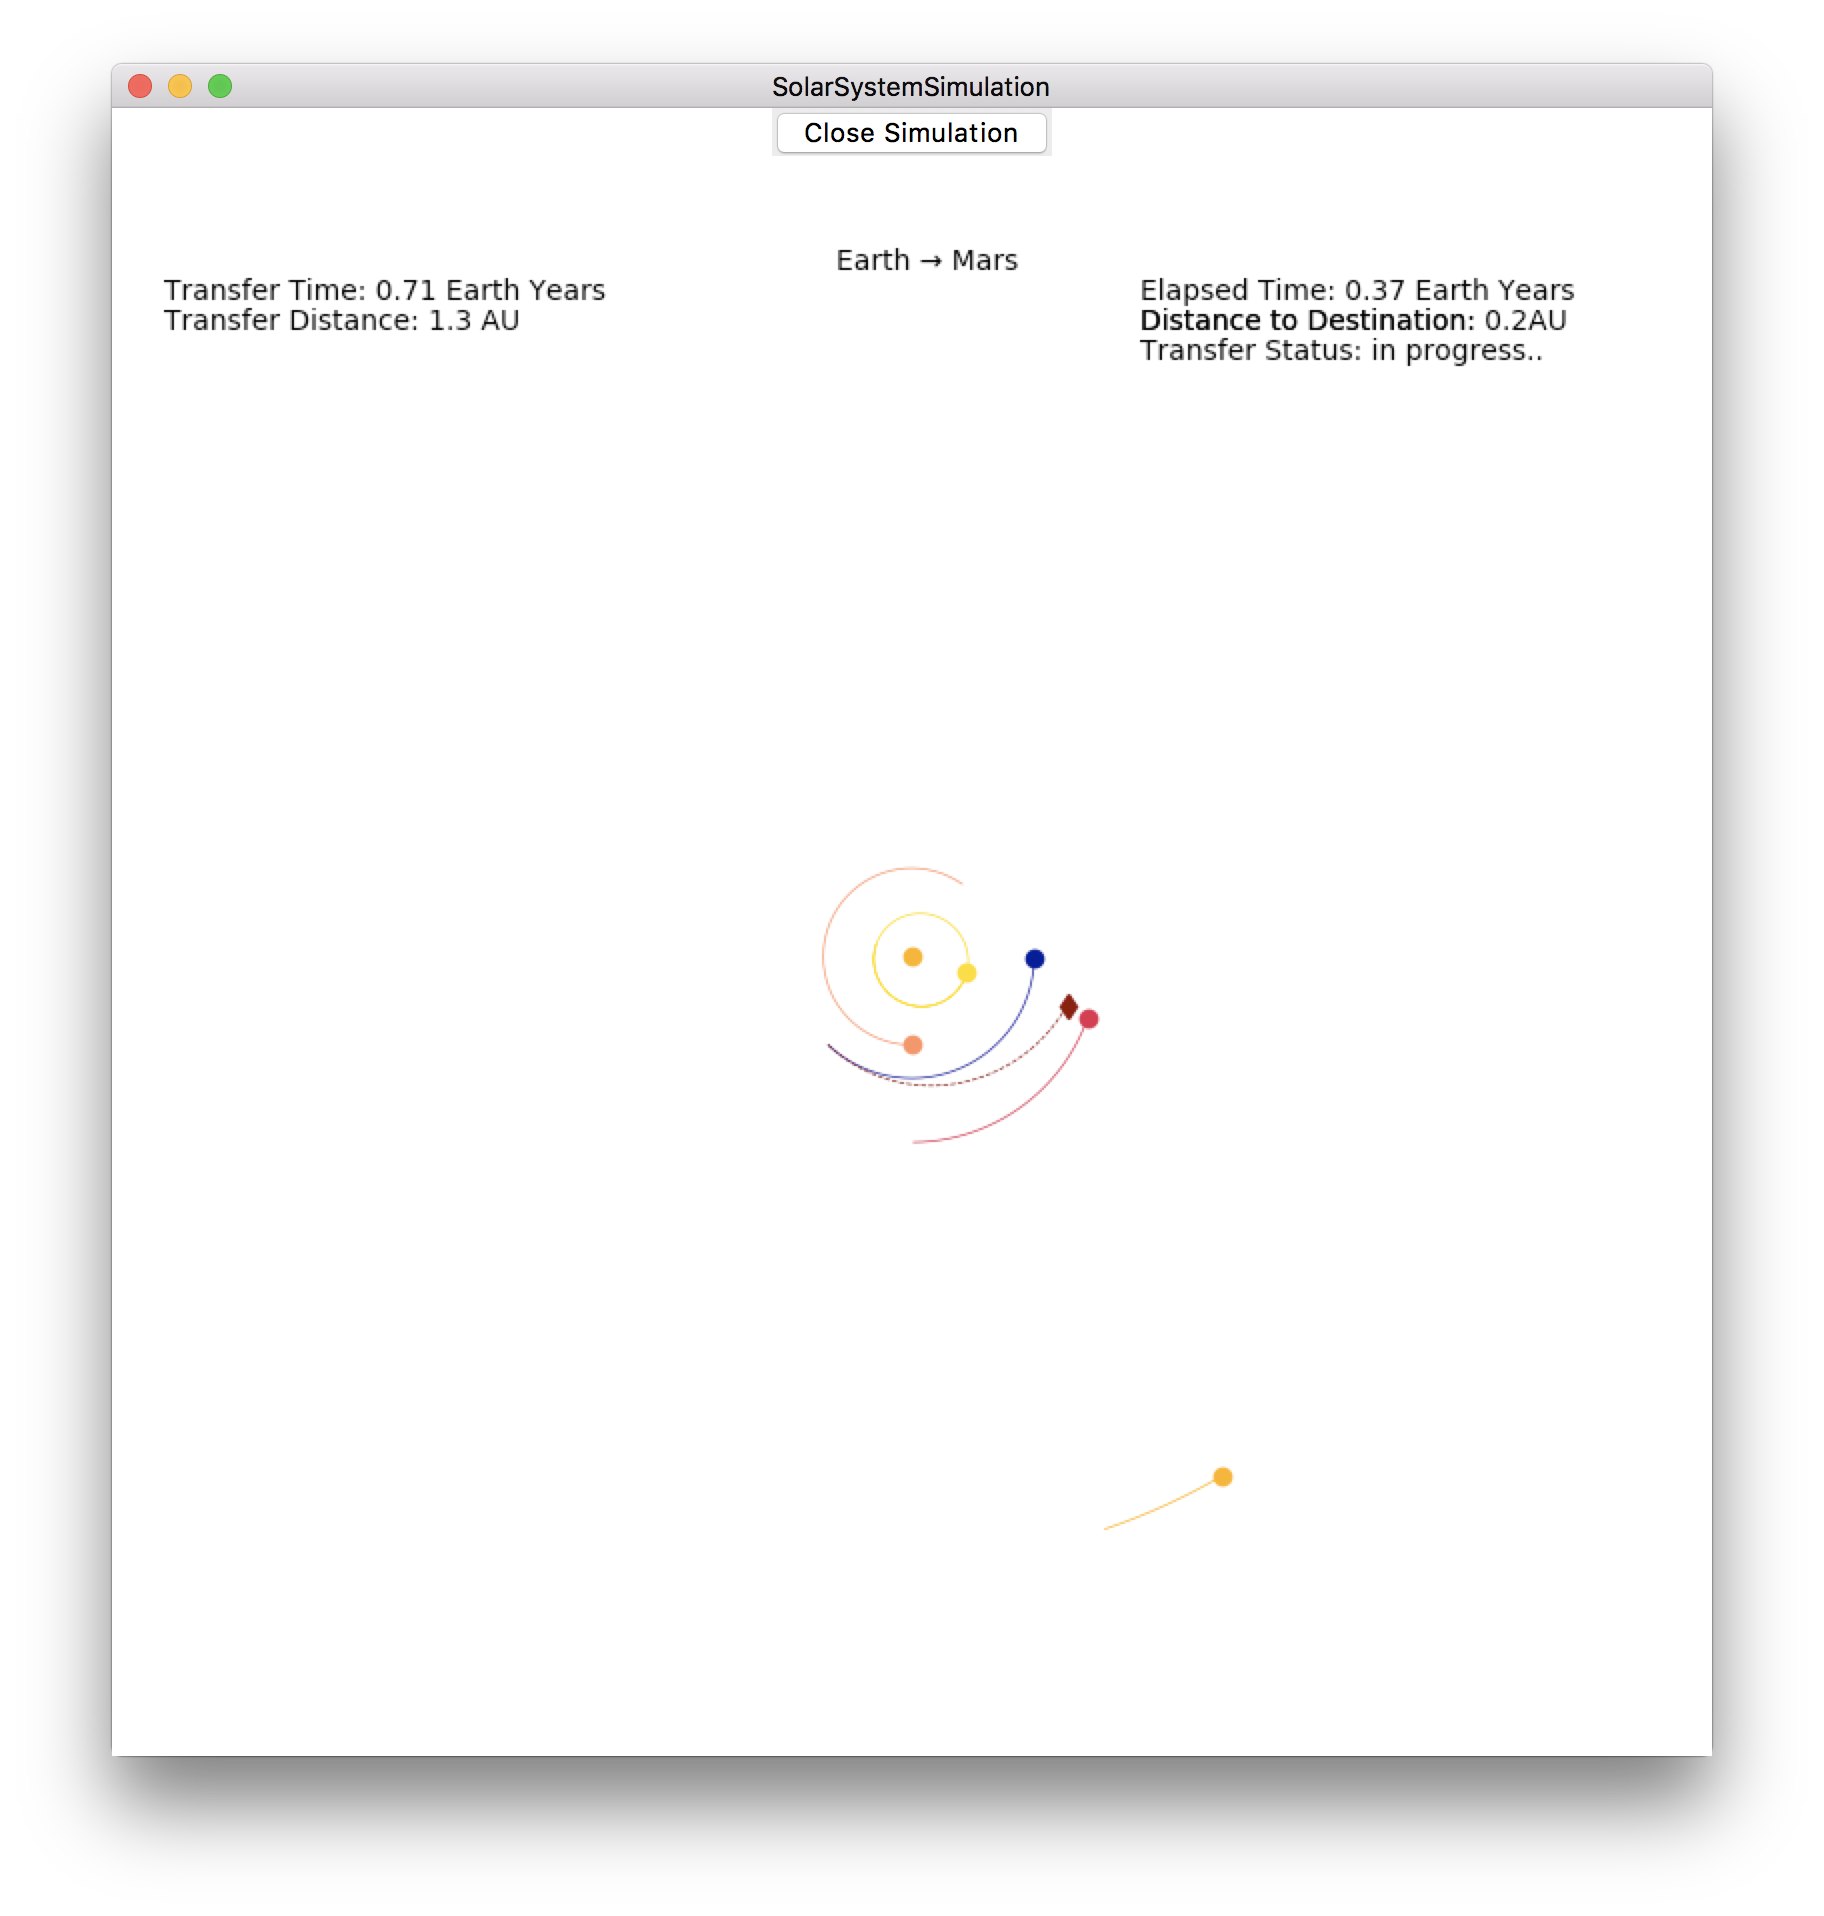 SolarSystemSimulation
Close Simulation
Earth → Mars
Transfer Time: 0.71 Earth Years
Transfer Distance: 1.3 AU
Elapsed Time: 0.37 Earth Years
Distance to Destination: 0.2AU
Transfer Status: in progress..